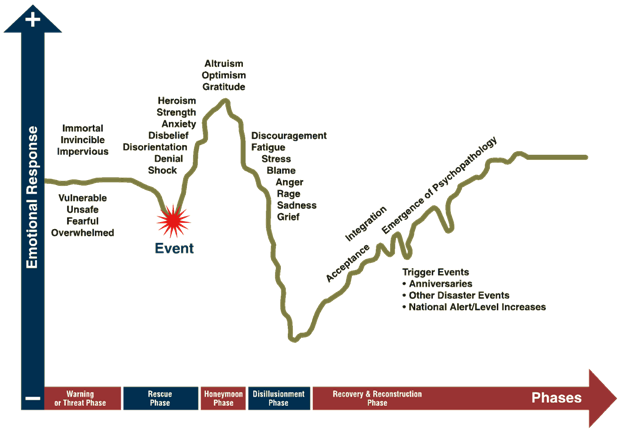 +
Emotional Response
−
Immortal
Invincible
Impervious
Vulnerable
Unsafe
Fearful
Overwhelmed
Heroism
Strength
Anxiety
Disbelief
Disorientation
Denial
Shock
Event
Altruism
Optimism
Gratitude
Discouragement
Fatigue
Stress
Blame
Anger
Rage
Sadness
Grief
Acceptance
Integration
Emergence of Psychopathology
Trigger Events
• Anniversaries
• Other Disaster Events
• National Alert/Level Increases
Warning
or Threat Phase
Rescue
Phase
Honeymoon
Phase
Disillusionment
Phase
Recovery & Reconstruction
Phase
Phases